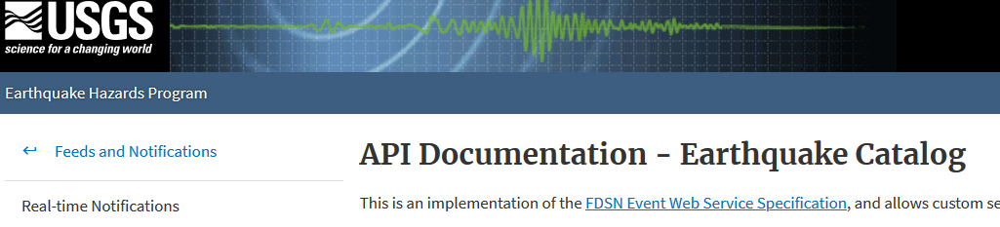 USGS
science for a changing world
Earthquake Hazards Program
Feeds and Notifications
Real-time Notifications
API Documentation - Earthquake Catalog
This is an implementation of the FDSN Event Web Service Specification, and allows custom se